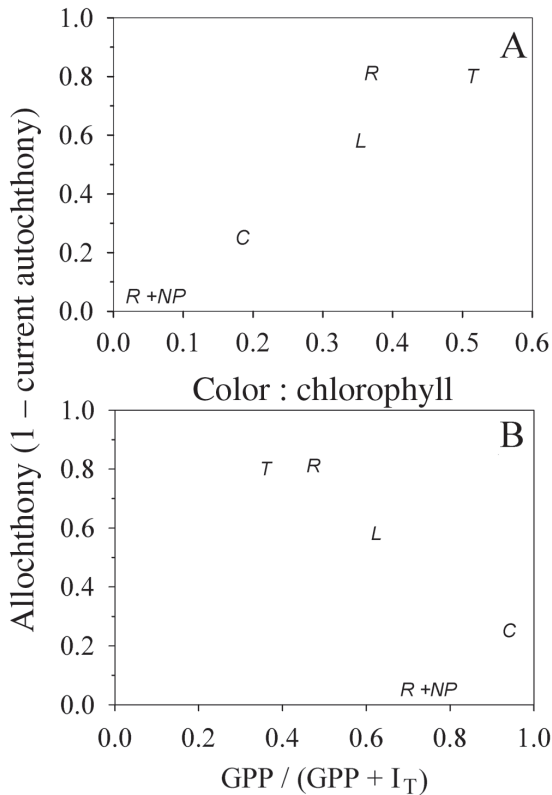 Allochthony (1 – current autochthony)
1.0
A
0.8
R
T
0.6
L
0.4
C
0.2
R +NP
0.0
0.0 0.1 0.2 0.3 0.4 0.5 0.6
Color : chlorophyll
1.0
B
0.8
T
R
0.6
L
0.4
0.2
C
R +NP
0.0
0.0 0.2 0.4 0.6 0.8 1.0
GPP / (GPP + I_T)